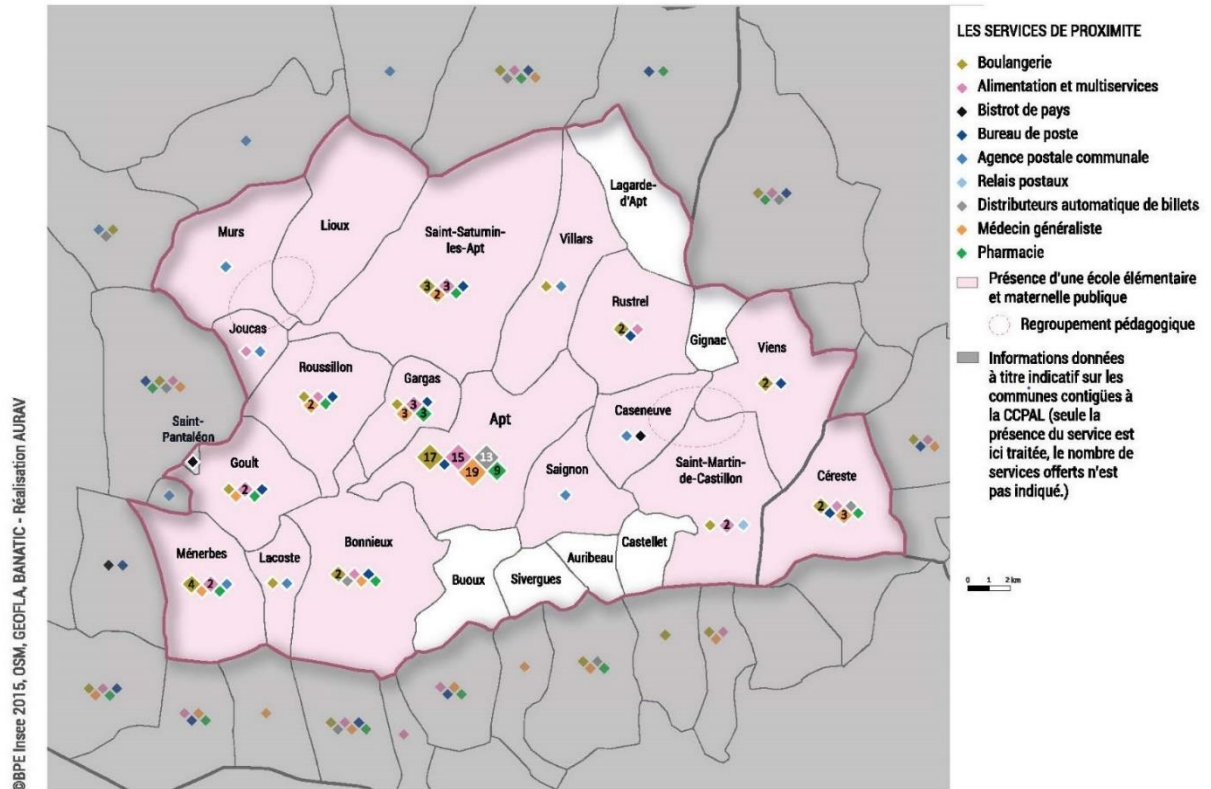 LES SERVICES DE PROXIMITE
Boulangerie
Alimentation et multiservices
Bistrot de pays
Bureau de poste
Agence postale communale
Relais postaux
Distributeurs automatique de billets
Médecin généraliste
Pharmacie
Présence d'une école élémentaire
et maternelle publique
Regroupement pédagogique
Informations données
à titre indicatif sur les
communes contigües à
la CCPAL (seule la
présence du service est
ici traitée, le nombre de
services offerts n'est
pas indiqué.)
0 1 2 km
Lagarde-
d'Apt
Murs
Lioux
Saint-Saturnin-
les-Apt
3 3
2
Villars
Rustrel
2
Gignac
Viens
2
Joucas
Roussillon
2
Gargas
3
3 3
Apt
17 15 13
19 9
Caseneuve
Saint-Pantaléon
Goult
2
Saignon
Saint-Martin-
de-Castillon
2
Céreste
2
3
Ménerbes
4 2
Lacoste
Bonnieux
2
Buoux
Sivergues
Auribeau
Castellet
©BPE Insee 2015, OSM, GEOFLA, BANATIC - Réalisation AURAV